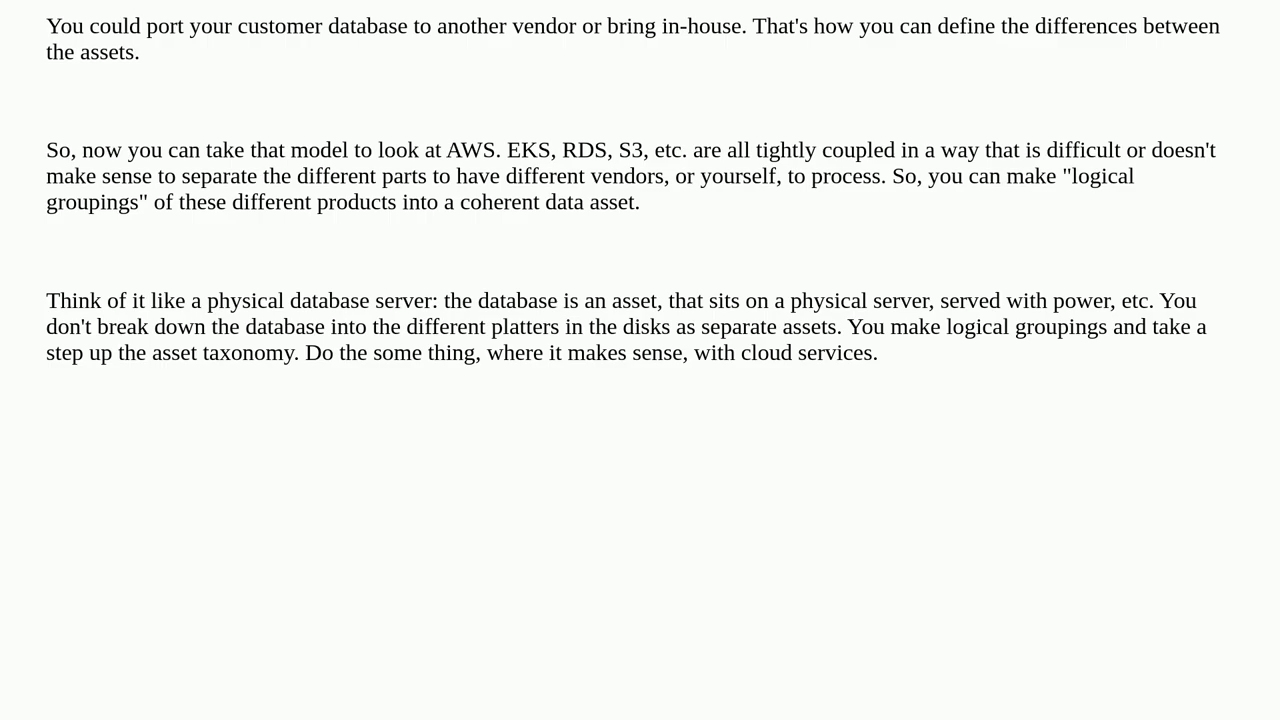 You could port your customer database to another vendor or bring in-house. That's how you can define the differences between
the assets.
So, now you can take that model to look at AWS. EKS, RDS, S3, etc. are all tightly coupled in a way that is difficult or doesn't
make sense to separate the different parts to have different vendors, or yourself, to process. So, you can make "logical
groupings" of these different products into a coherent data asset.
Think of it like a physical database server: the database is an asset, that sits on a physical server, served with power, etc. You
don't break down the database into the different platters in the disks as separate assets. You make logical groupings and take a
step up the asset taxonomy. Do the some thing, where it makes sense, with cloud services.